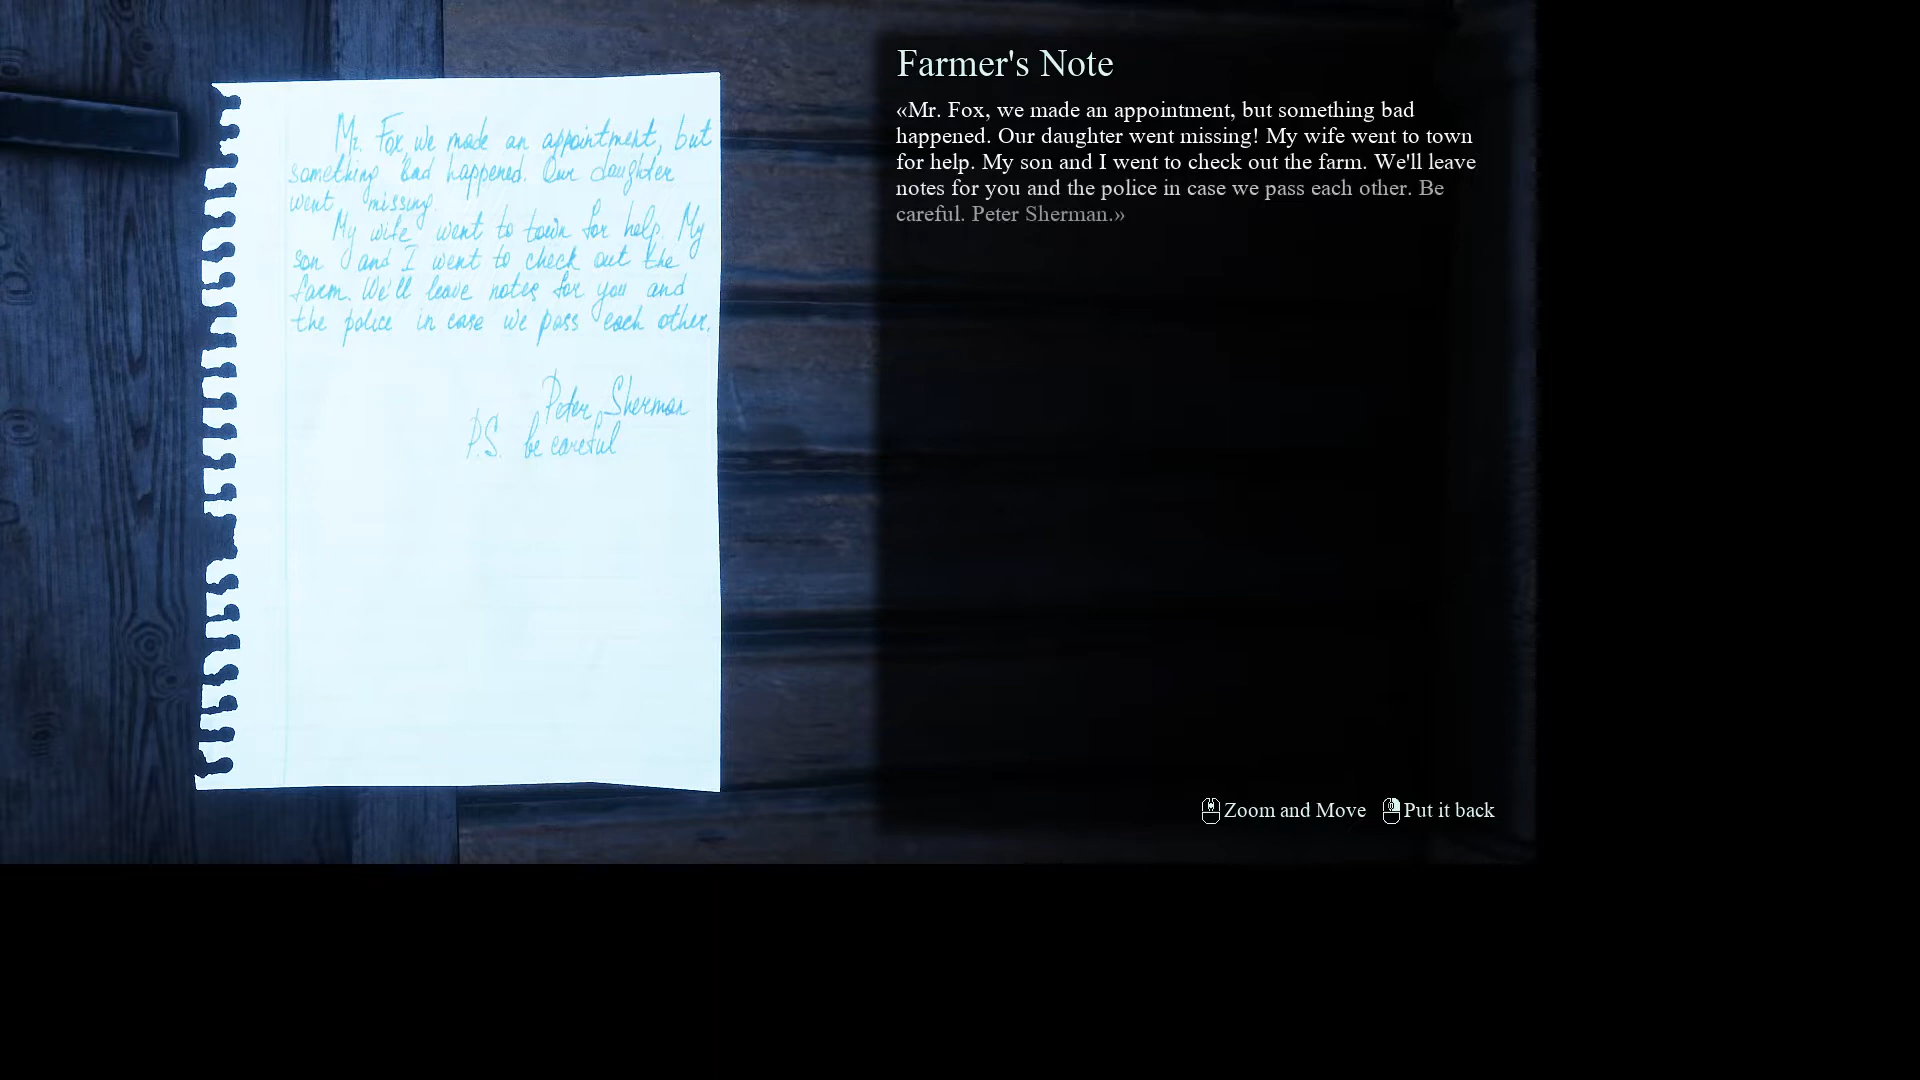 Mr. Fox, we made an appointment, but
something bad happened. Our daughter
went missing.
My wife went to town for help. My
son and I went to check out the
farm. We'll leave notes for you and
the police in case we pass each other.
Peter Sherman
P.S. be careful
Farmer's Note
«Mr. Fox, we made an appointment, but something bad
happened. Our daughter went missing! My wife went to town
for help. My son and I went to check out the farm. We'll leave
notes for you and the police in case we pass each other. Be
careful. Peter Sherman.»
Zoom and Move Put it back